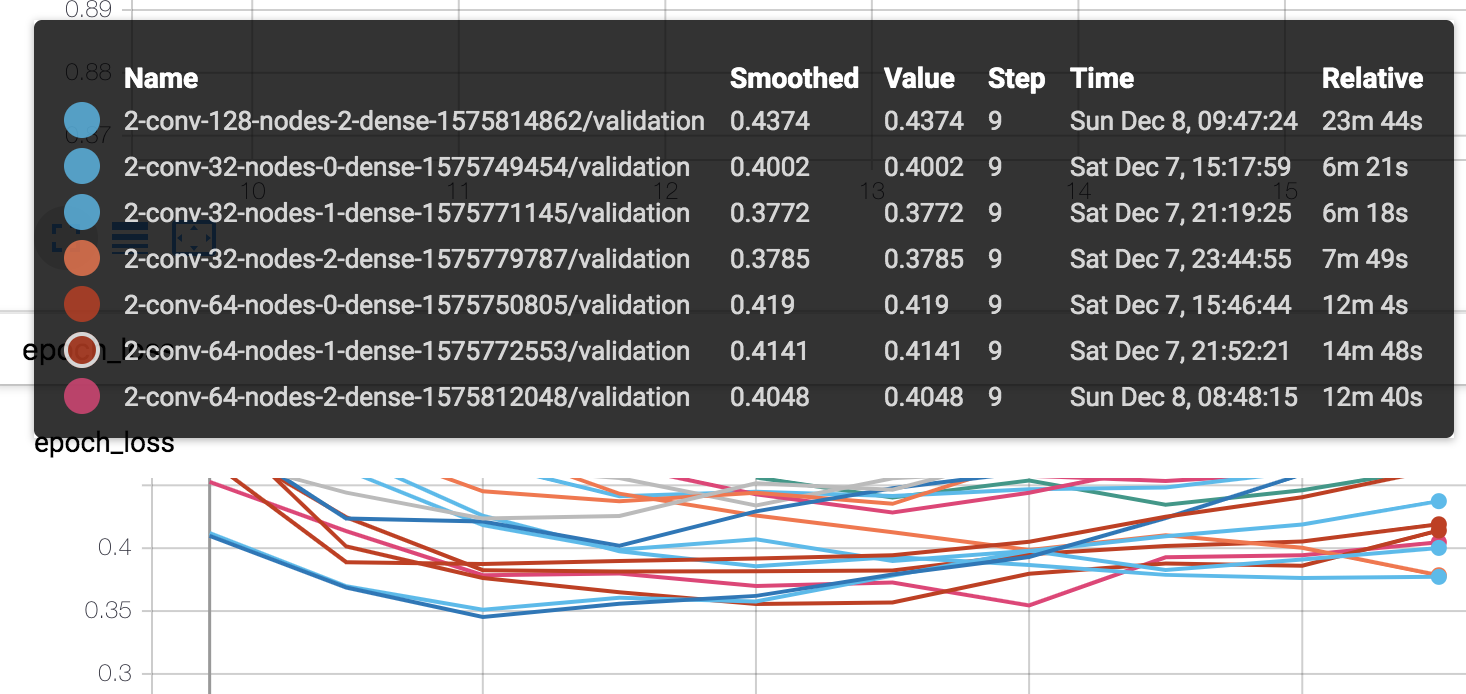 0.89
0.88
Name Smoothed Value Step Time Relative
2-conv-128-nodes-2-dense-1575814862/validation 0.4374 0.4374 9 Sun Dec 8, 09:47:24 23m 44s
2-conv-32-nodes-0-dense-1575749454/validation 0.4002 0.4002 9 Sat Dec 7, 15:17:59 6m 21s
10 11 12 13 14 15
2-conv-32-nodes-1-dense-1575771145/validation 0.3772 0.3772 9 Sat Dec 7, 21:19:25 6m 18s
2-conv-32-nodes-2-dense-1575779787/validation 0.3785 0.3785 9 Sat Dec 7, 23:44:55 7m 49s
2-conv-64-nodes-0-dense-1575750805/validation 0.419 0.419 9 Sat Dec 7, 15:46:44 12m 4s
2-conv-64-nodes-1-dense-1575772553/validation 0.4141 0.4141 9 Sat Dec 7, 21:52:21 14m 48s
epoch_loss
2-conv-64-nodes-2-dense-1575812048/validation 0.4048 0.4048 9 Sun Dec 8, 08:48:15 12m 40s
epoch_loss
0.4
0.35
0.3